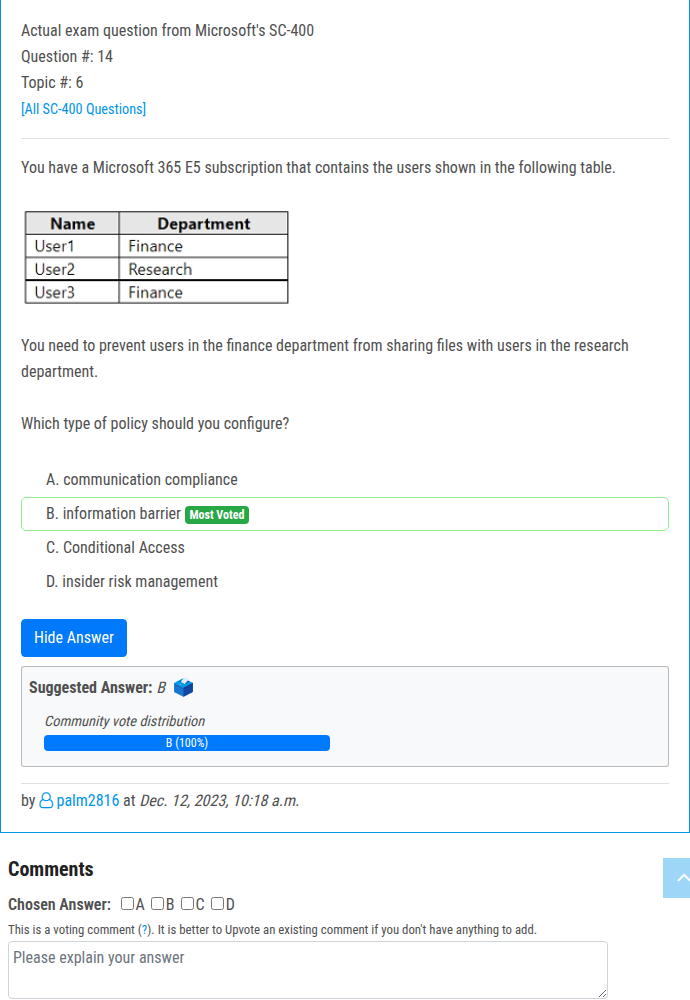 Actual exam question from Microsoft's SC-400
Question #: 14
Topic #: 6
[All SC-400 Questions]
You have a Microsoft 365 E5 subscription that contains the users shown in the following table.
Name Department
User1 Finance
User2 Research
User3 Finance
You need to prevent users in the finance department from sharing files with users in the research
department.
Which type of policy should you configure?
A. communication compliance
B. information barrier Most Voted
C. Conditional Access
D. insider risk management
Hide Answer
Suggested Answer: B
Community vote distribution
B (100%)
by palm2816 at Dec. 12, 2023, 10:18 a.m.
Comments
Chosen Answer: A B C D
This is a voting comment (?). It is better to Upvote an existing comment if you don't have anything to add.
Please explain your answer